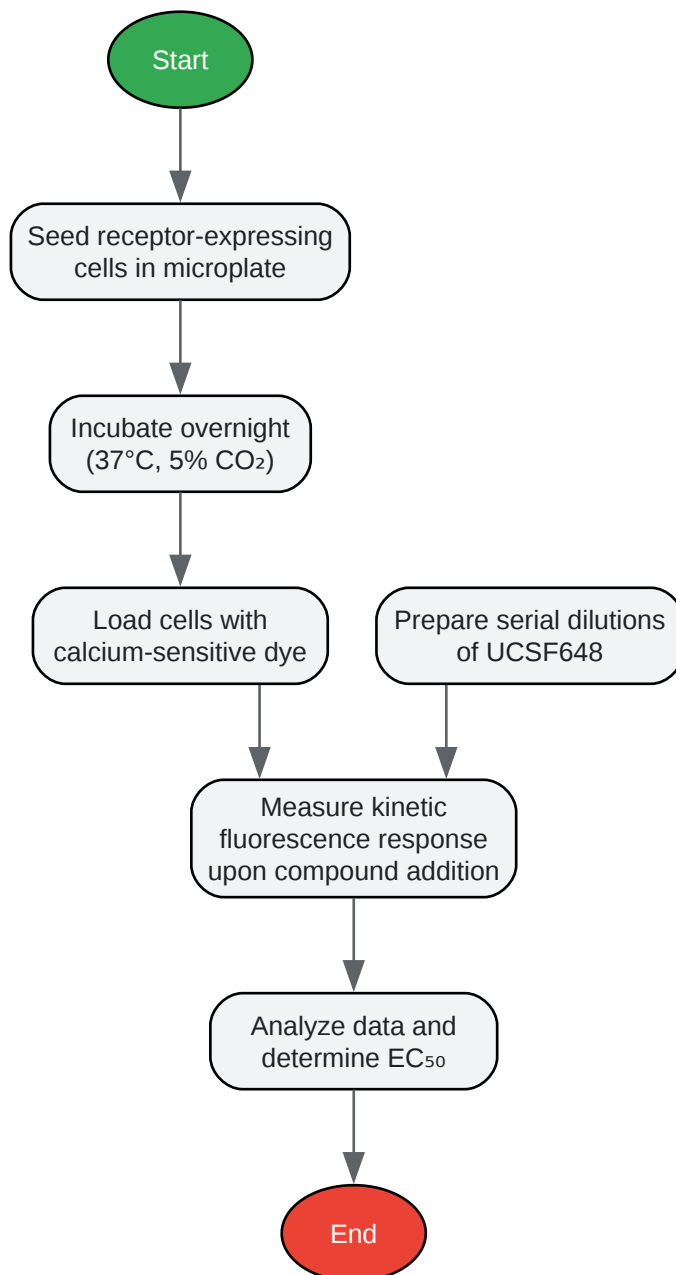 Start
Seed receptor-expressing
cells in microplate
Incubate overnight
(37°C, 5% CO₂)
Load cells with
calcium-sensitive dye
Prepare serial dilutions
of UCSF648
Measure kinetic
fluorescence response
upon compound addition
Analyze data and
determine EC₅₀
End